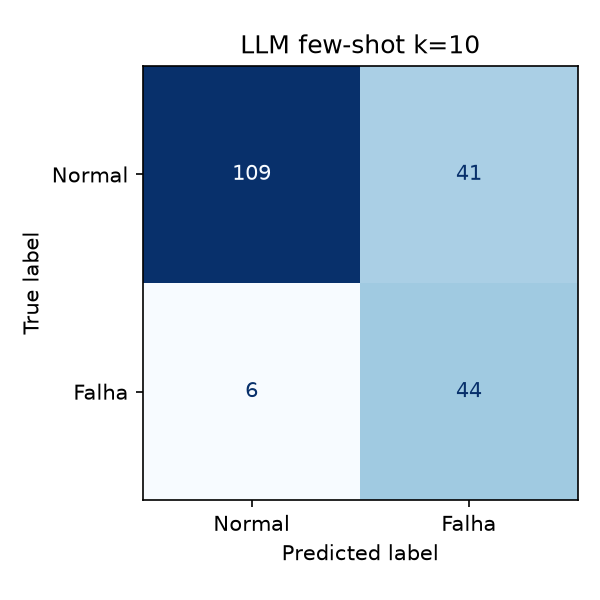 LLM few-shot k=10
Normal
109
41
True label
Falha
6
44
Normal
Falha
Predicted label